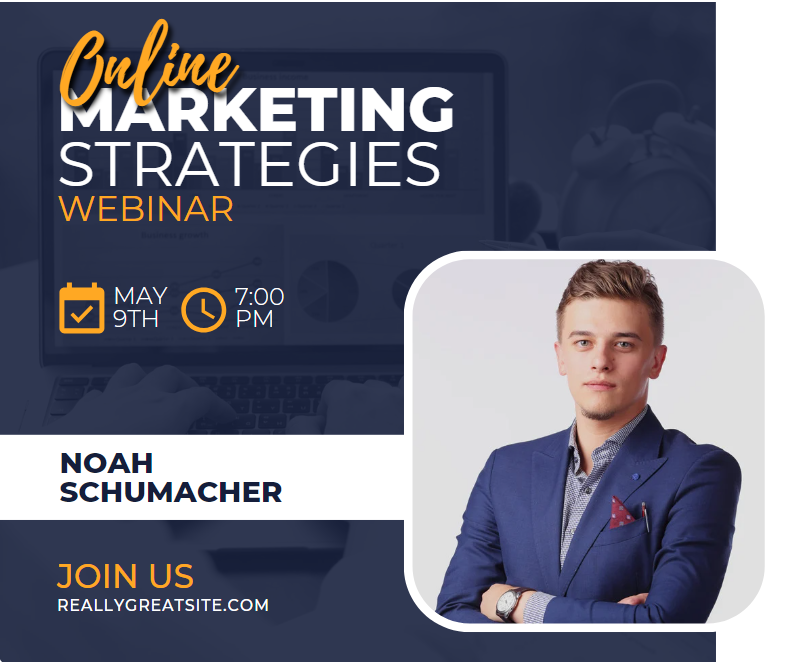 Online
MARKETING
STRATEGIES
WEBINAR
MAY
9TH
7:00
PM
NOAH
SCHUMACHER
JOIN US
REALLYGREATSITE.COM